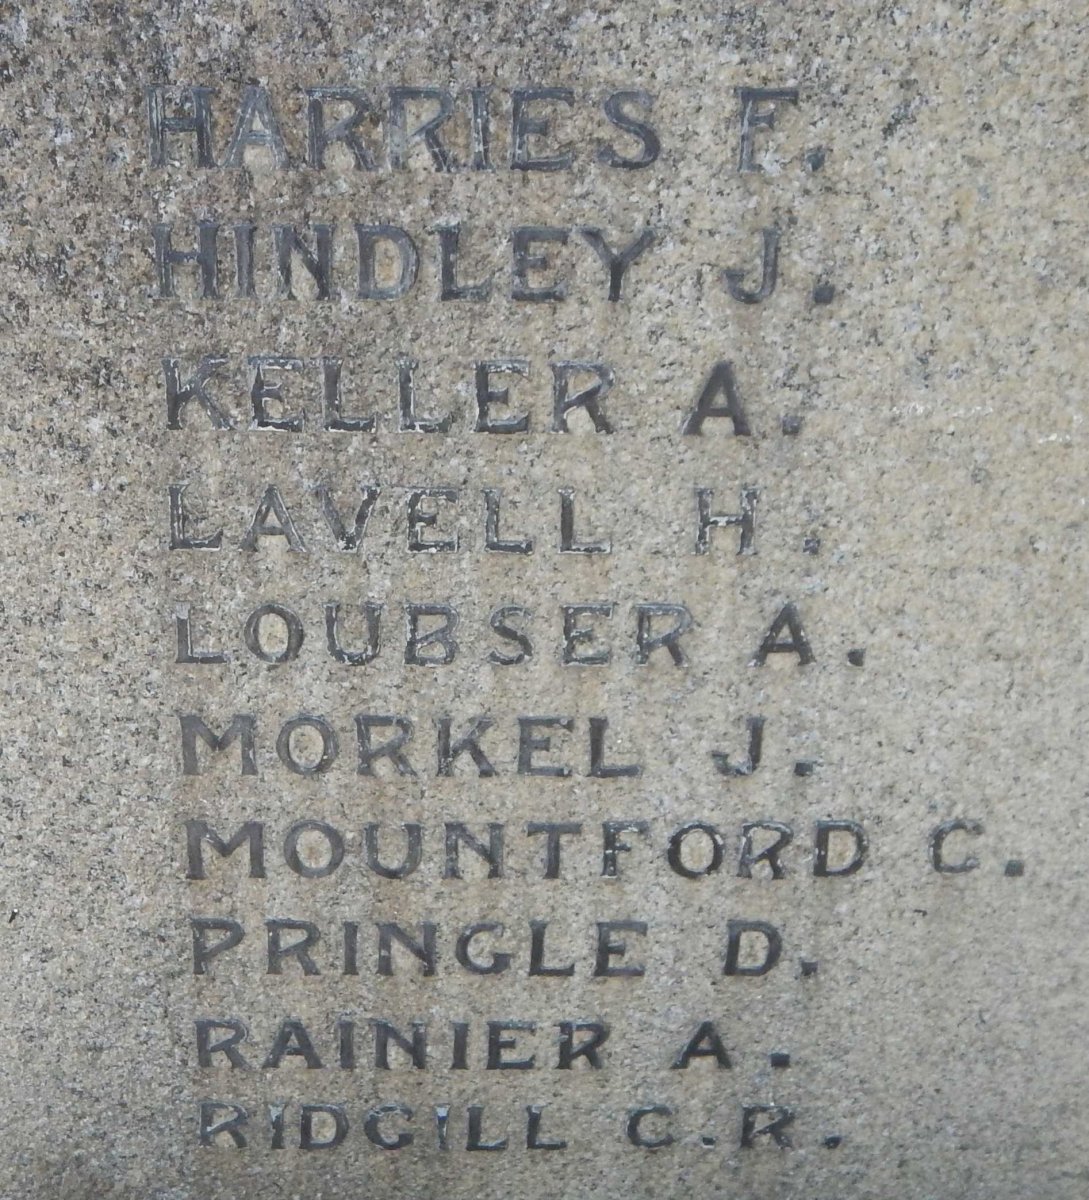 HARRIES F.
HINDLEY J.
KELLER A.
LAVELL H.
LOUBSER A.
MORKEL J.
MOUNTFORD C.
PRINGLE D.
RAINIER A.
RIDGILL C.R.